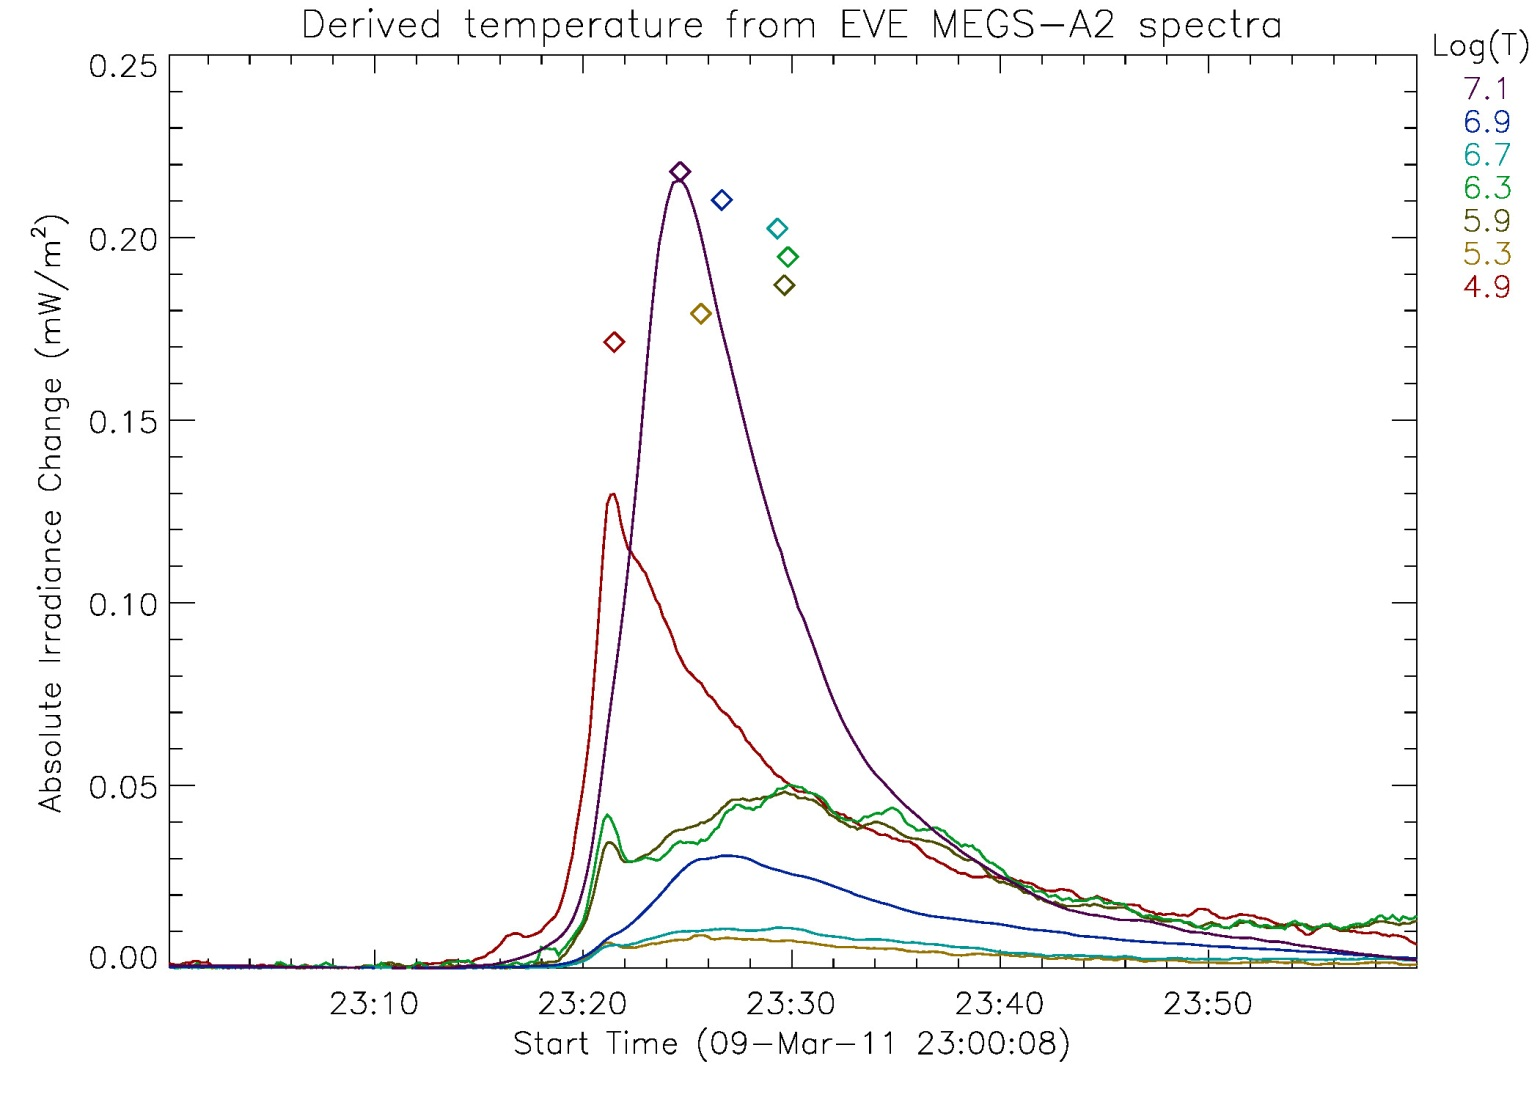 Derived temperature from EVE MEGS-A2 spectra
Log(T)
7.1
6.9
6.7
6.3
5.9
5.3
4.9
Absolute Irradiance Change (mW/m²)
0.25
0.20
0.15
0.10
0.05
0.00
23:10 23:20 23:30 23:40 23:50
Start Time (09-Mar-11 23:00:08)